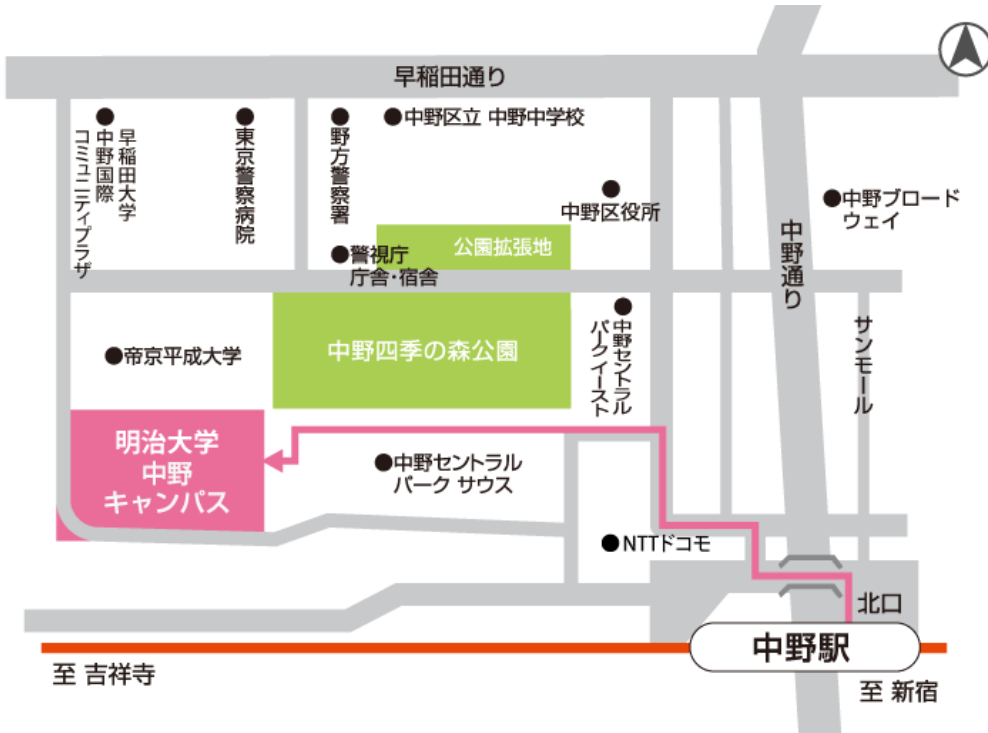 早稲田通り
早稲田大学
中野国際
コミュニティプラザ
東京警察病院
野方警察署
中野区立 中野中学校
中野区役所
中野ブロード
ウェイ
中野通り
公園拡張地
警視庁
庁舎・宿舎
帝京平成大学
中野四季の森公園
中野セントラル
パークイースト
サンモール
明治大学
中野
キャンパス
中野セントラル
パーク サウス
NTTドコモ
北口
中野駅
至 吉祥寺
至 新宿